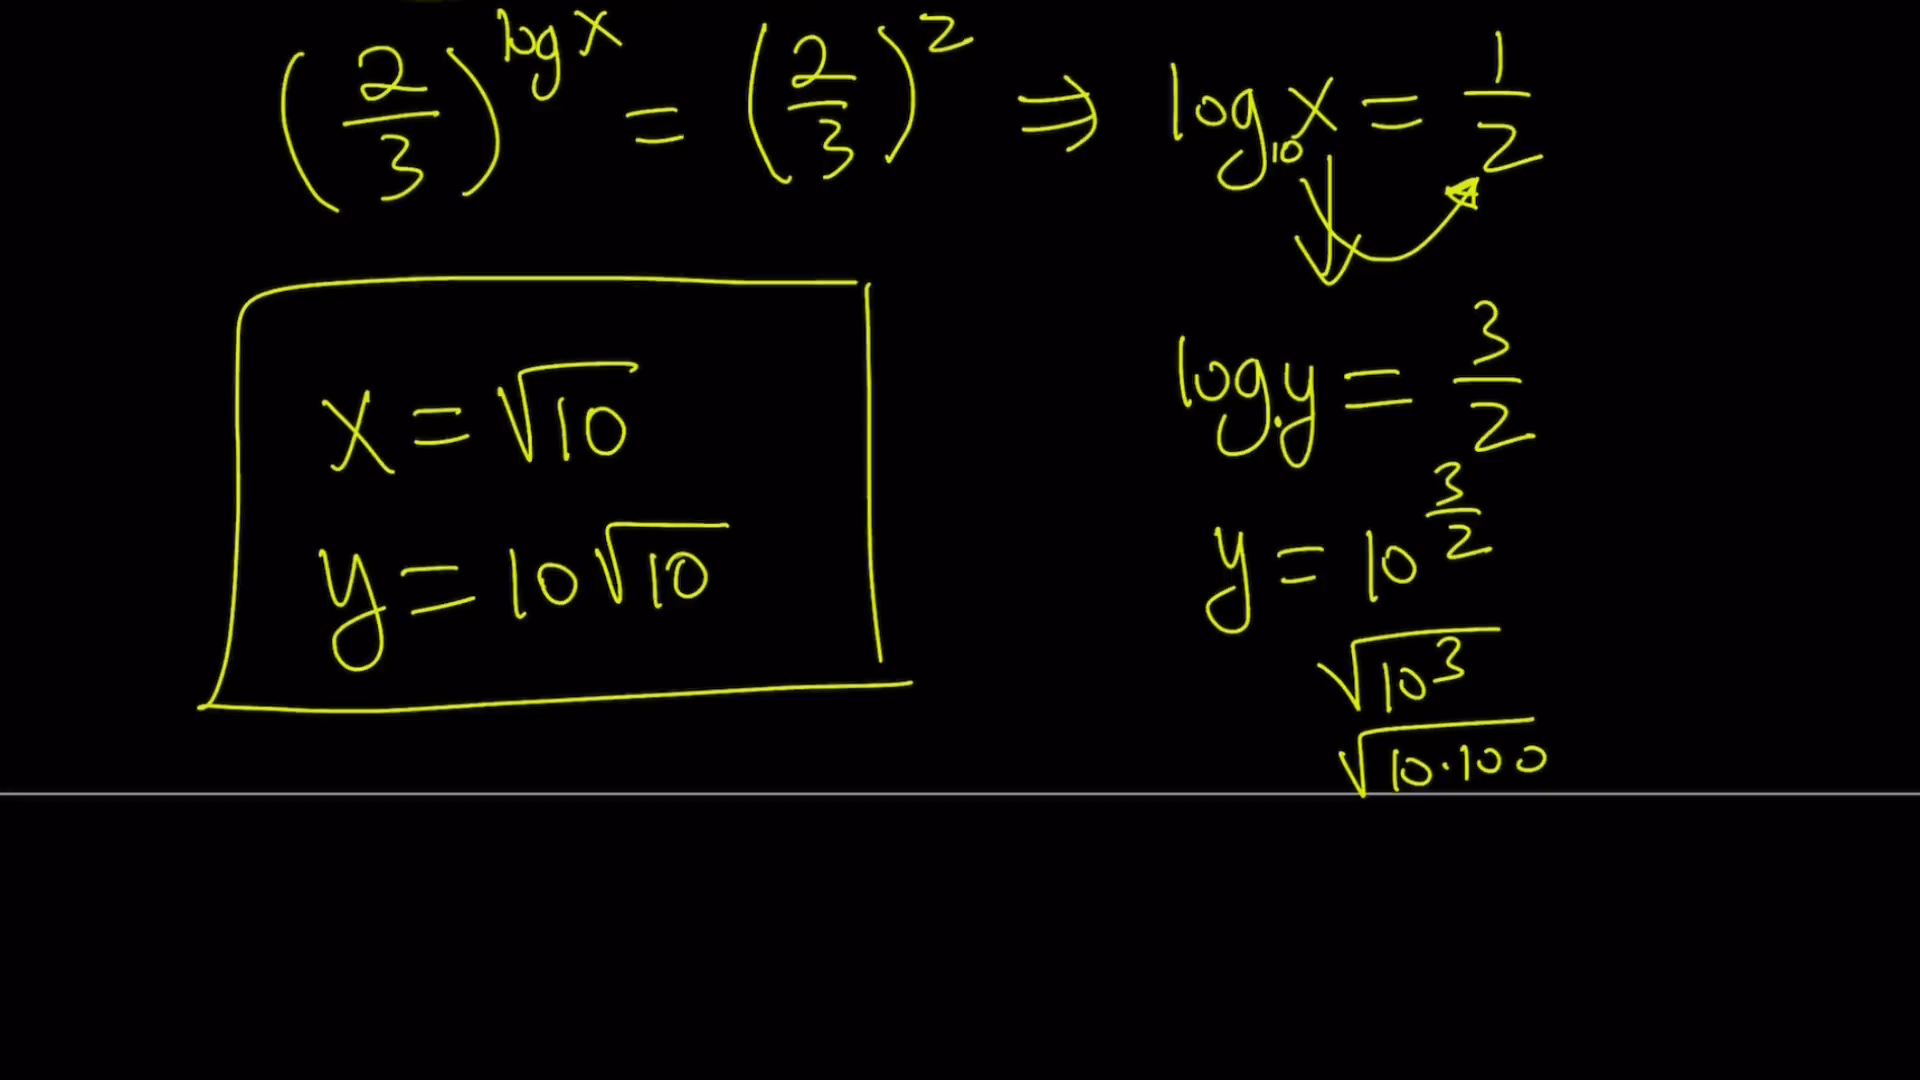 (2/3)^log x = (2/3)^2 ⇒ log₁₀ x = 1/2
log y = 3/2
x = √10
y = 10√10
y = 10^(3/2)
√10³
√10·100